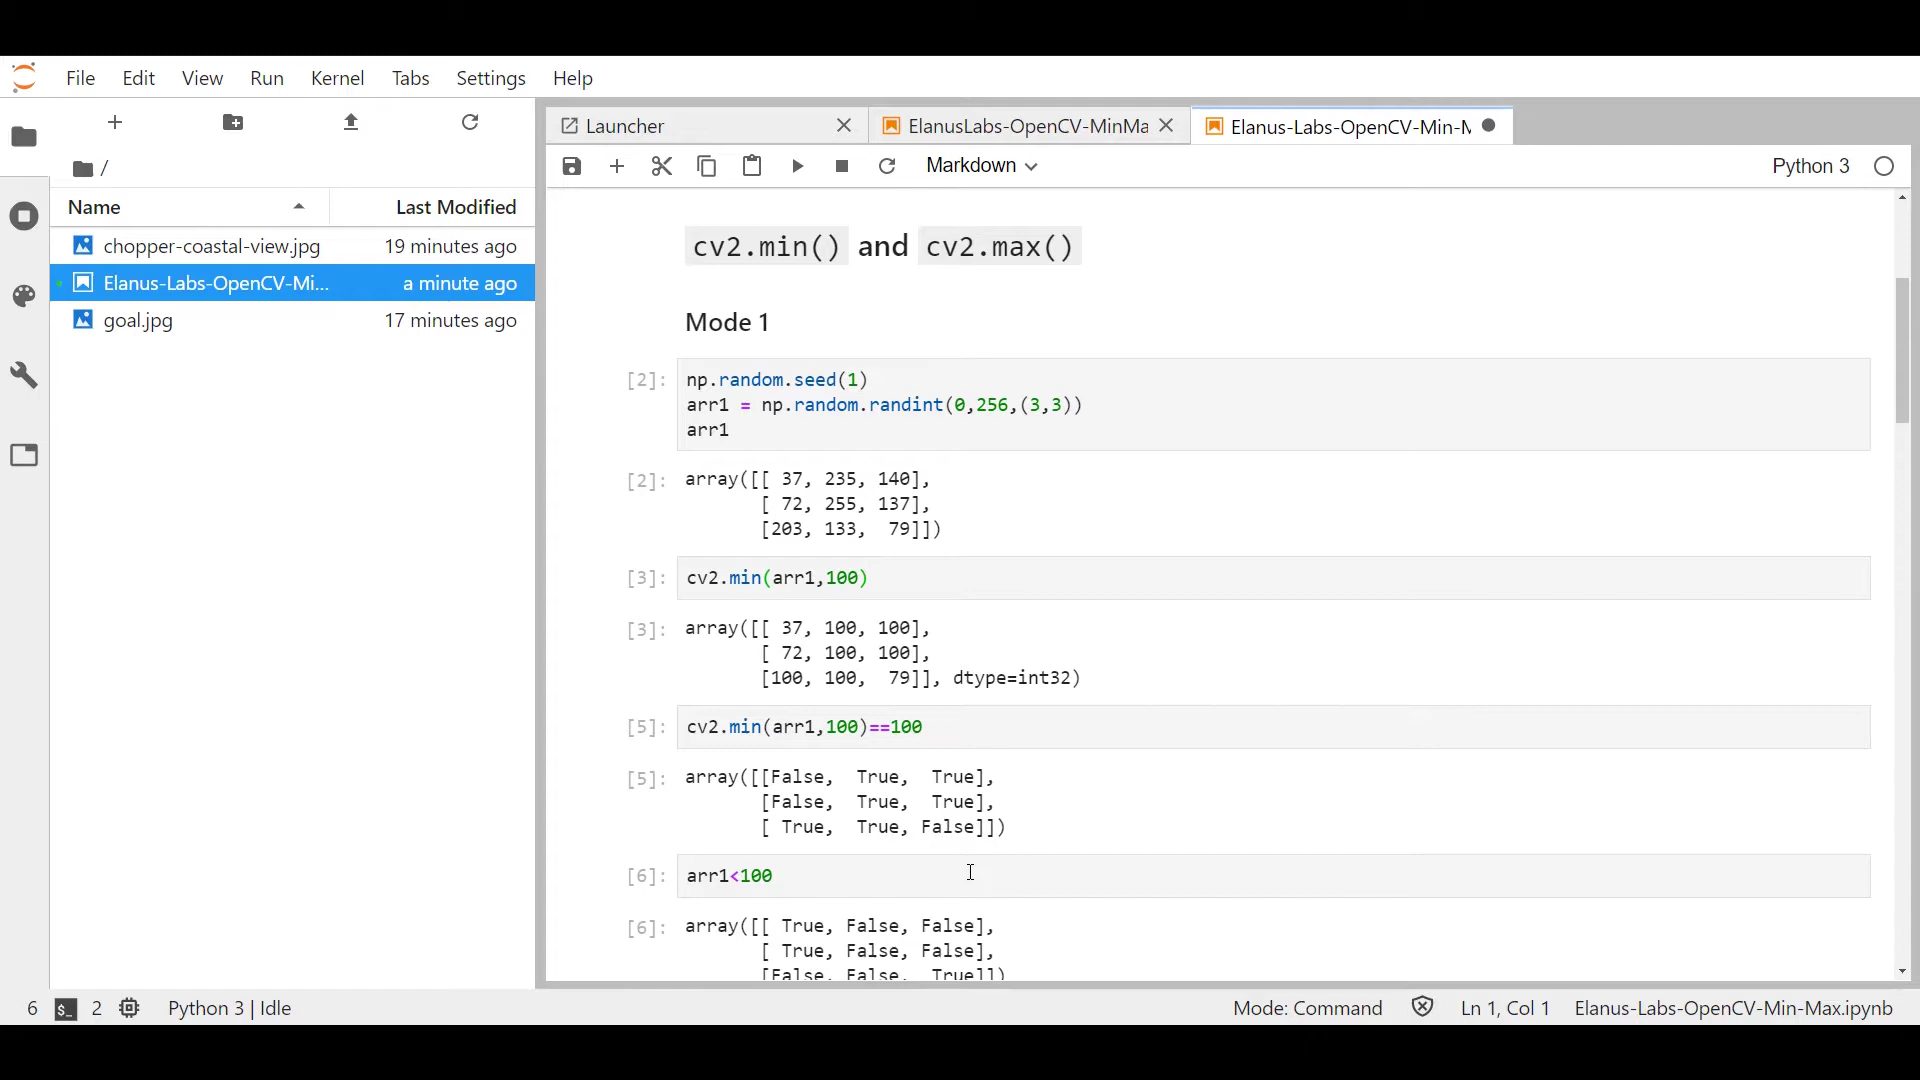 File Edit View Run Kernel Tabs Settings Help
Launcher
ElanusLabs-OpenCV-MinMa
Elanus-Labs-OpenCV-Min-M
/
Markdown
Python 3
Name Last Modified
chopper-coastal-view.jpg 19 minutes ago
Elanus-Labs-OpenCV-Mi... a minute ago
goal.jpg 17 minutes ago
cv2.min() and cv2.max()
Mode 1
[2]: np.random.seed(1)
arr1 = np.random.randint(0,256,(3,3))
arr1
[2]: array([[ 37, 235, 140],
[ 72, 255, 137],
[203, 133,  79]])
[3]: cv2.min(arr1,100)
[3]: array([[ 37, 100, 100],
[ 72, 100, 100],
[100, 100,  79]], dtype=int32)
[5]: cv2.min(arr1,100)==100
[5]: array([[False,  True,  True],
[False,  True,  True],
[ True,  True, False]])
[6]: arr1<100
[6]: array([[ True, False, False],
[ True, False, False],
[False, False,  True]])
6 $_ 2 Python 3 | Idle
Mode: Command Ln 1, Col 1 Elanus-Labs-OpenCV-Min-Max.ipynb